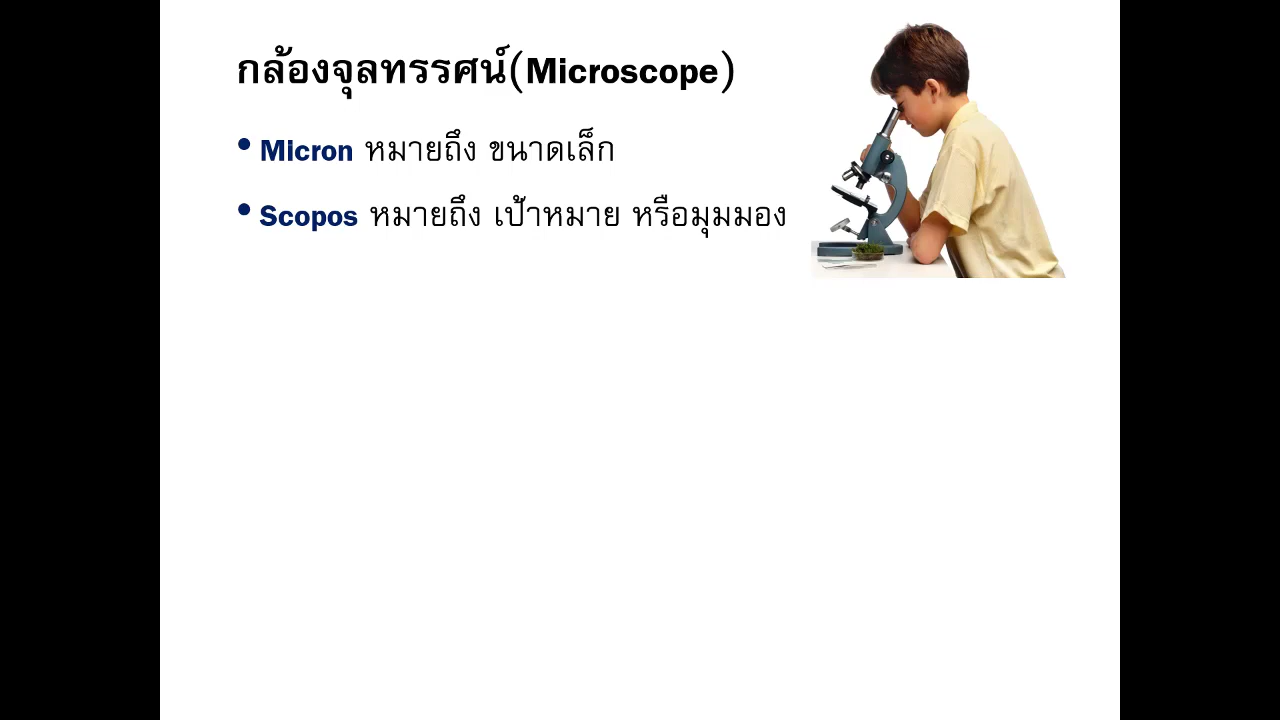 กล้องจุลทรรศน์(Microscope)
• Micron หมายถึง ขนาดเล็ก
• Scopos หมายถึง เป้าหมาย หรือมุมมอง